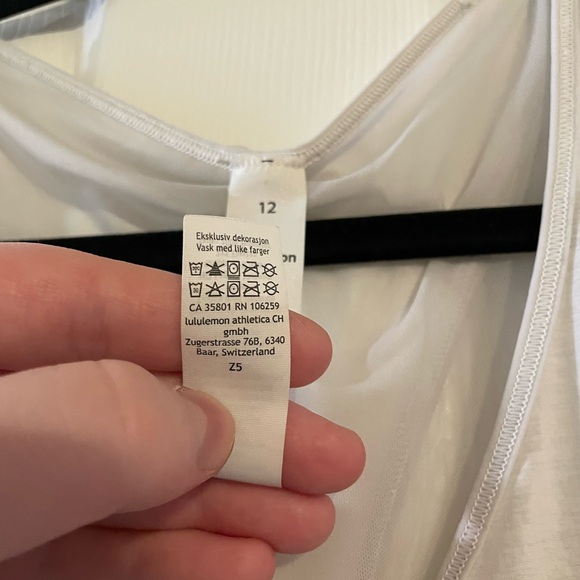 12
on
Eksklusiv dekorasjon
Vask med like farger
CA 35801 RN 106259
lululemon athletica CH
gmbh
Zugerstrasse 76B, 6340
Baar, Switzerland
Z5